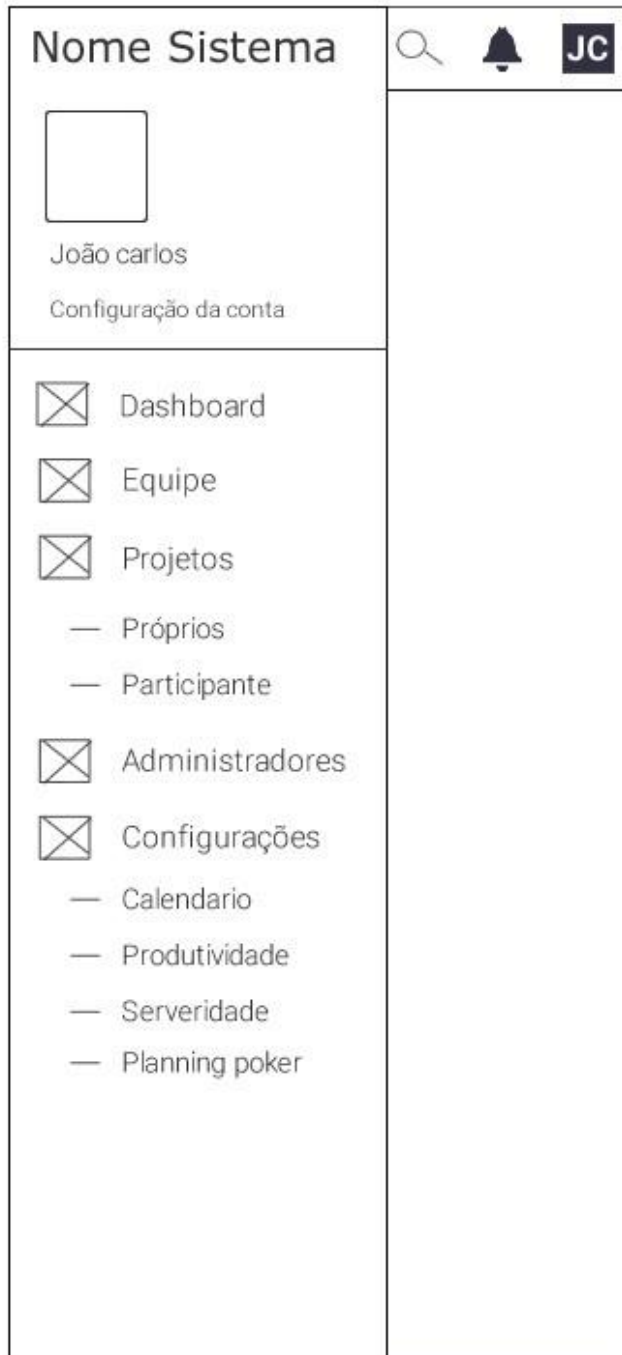 Nome Sistema
JC
João carlos
Configuração da conta
Dashboard
Equipe
Projetos
Próprios
Participante
Administradores
Configurações
Calendario
Produtividade
Serveridade
Planning poker